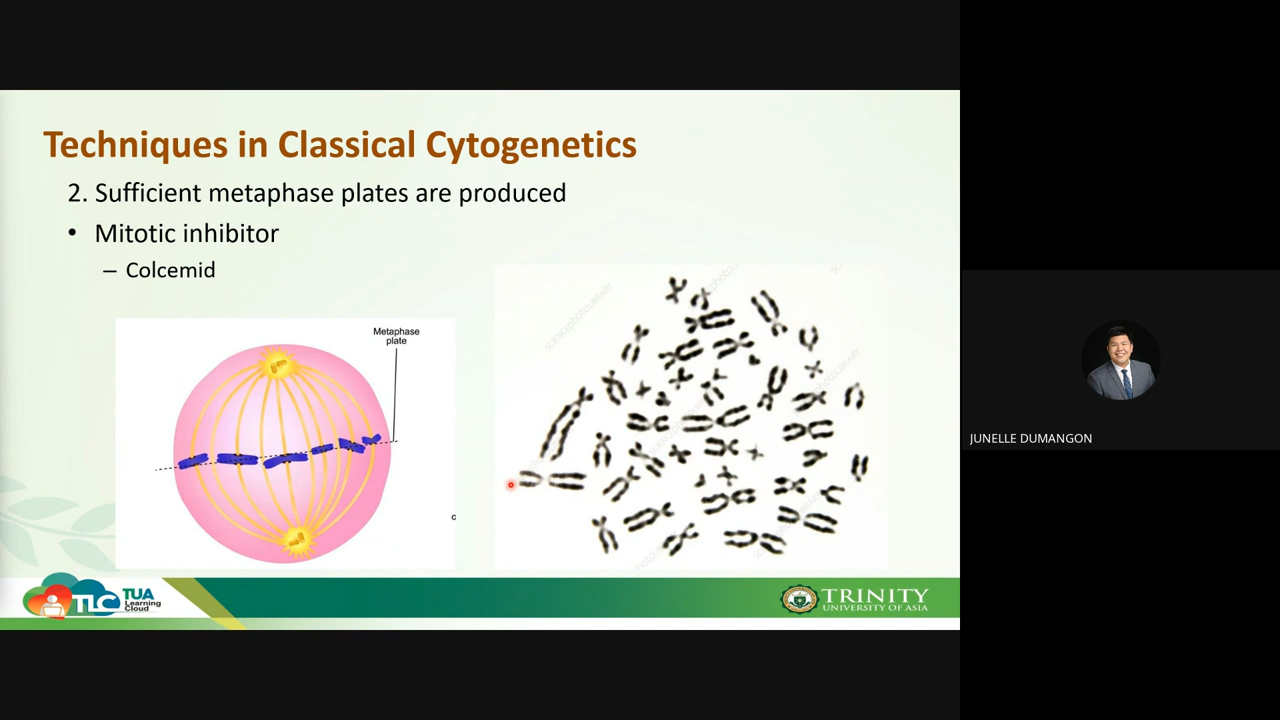 Techniques in Classical Cytogenetics
2. Sufficient metaphase plates are produced
• Mitotic inhibitor
– Colcemid
Metaphase
plate
c
JUNELLE DUMANGON
TLC
TUA
Learning
Cloud
TRINITY
UNIVERSITY OF ASIA